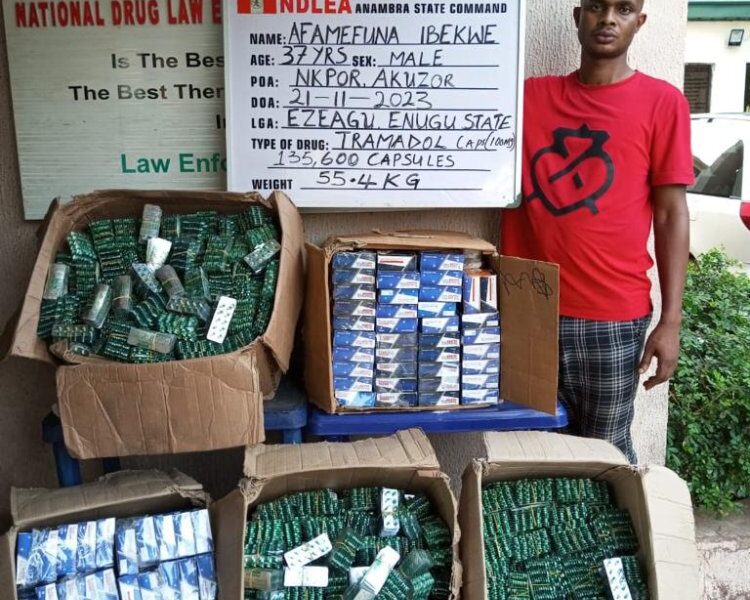 NATIONAL DRUG LAW
Is The Bes
The Best Ther
Law Enfo
NDLEA ANAMBRA STATE COMMAND
NAME: AFAMEFUNA IBEKWE
AGE: 37YRS SEX: MALE
POA: NKPOR, AKUZOR
DOA: 21-11-2023
LGA: EZEAGU, ENUGU STATE
TYPE OF DRUG: TRAMADOL (Caps/100mg)
135,600 CAPSULES
WEIGHT 55.4KG